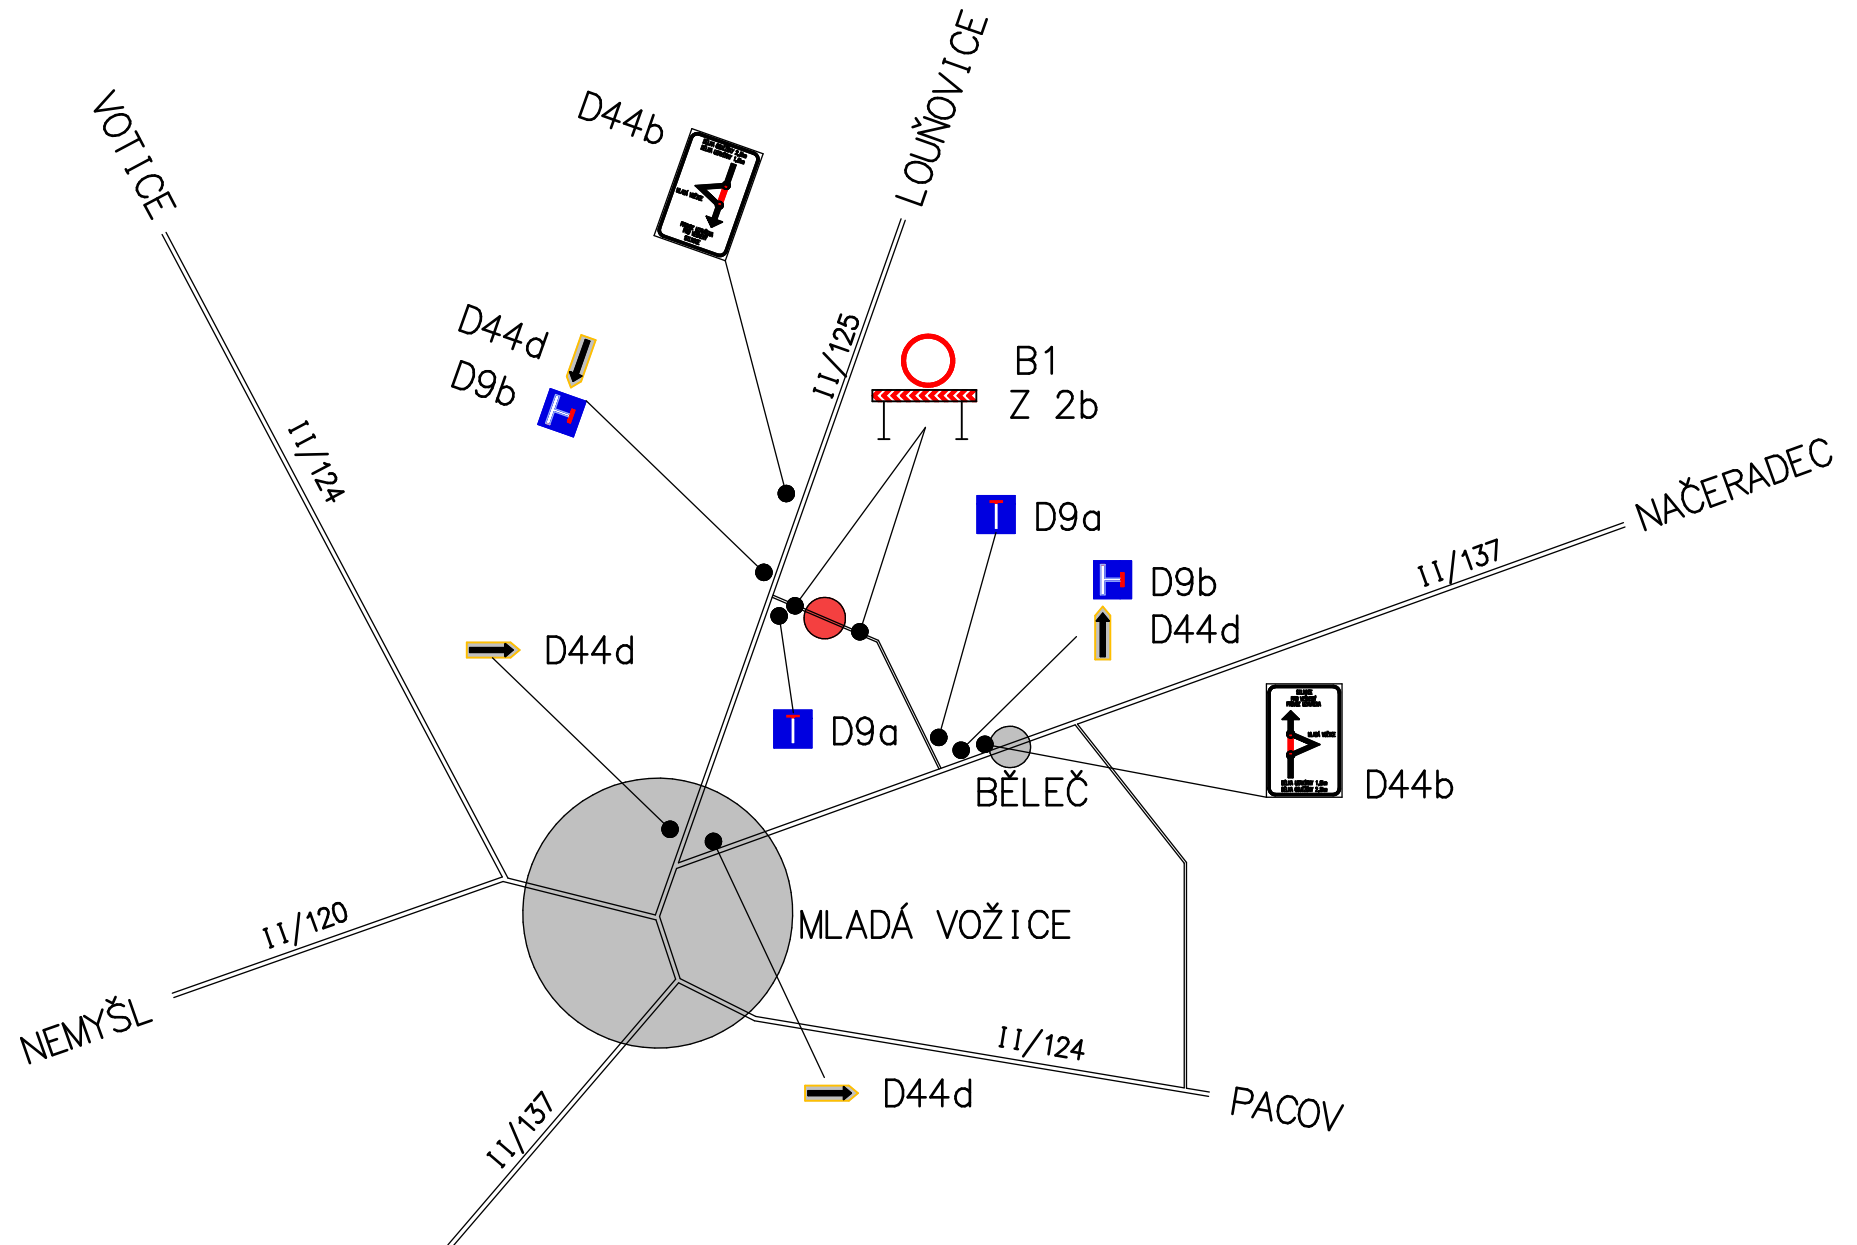 LOUŇOVICE
VOTICE
D44b
II/125
D44d
D9b
B1
Z 2b
II/124
NAČERADEC
D9a
II/137
D9b
D44d
D44d
D9a
BĚLEČ
D44b
II/120
MLADÁ VOŽICE
NEMYŠL
II/124
D44d
PACOV
II/137